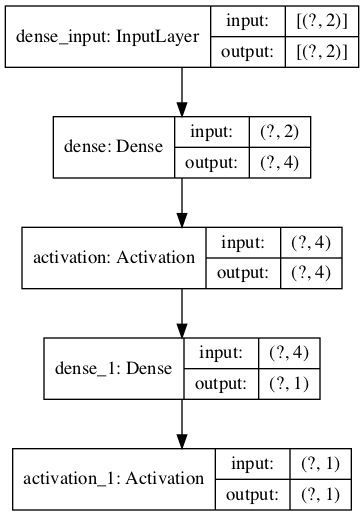 dense_input: InputLayer
input: [(?, 2)]
output: [(?, 2)]
dense: Dense
input: (?, 2)
output: (?, 4)
activation: Activation
input: (?, 4)
output: (?, 4)
dense_1: Dense
input: (?, 4)
output: (?, 1)
activation_1: Activation
input: (?, 1)
output: (?, 1)